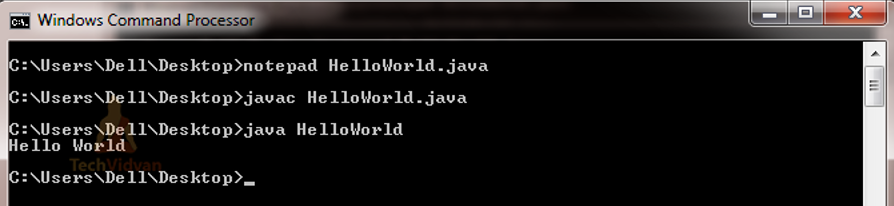 Windows Command Processor
C:\Users\Dell\Desktop>notepad HelloWorld.java
C:\Users\Dell\Desktop>javac HelloWorld.java
C:\Users\Dell\Desktop>java HelloWorld
Hello World
TechVidvan
C:\Users\Dell\Desktop>_